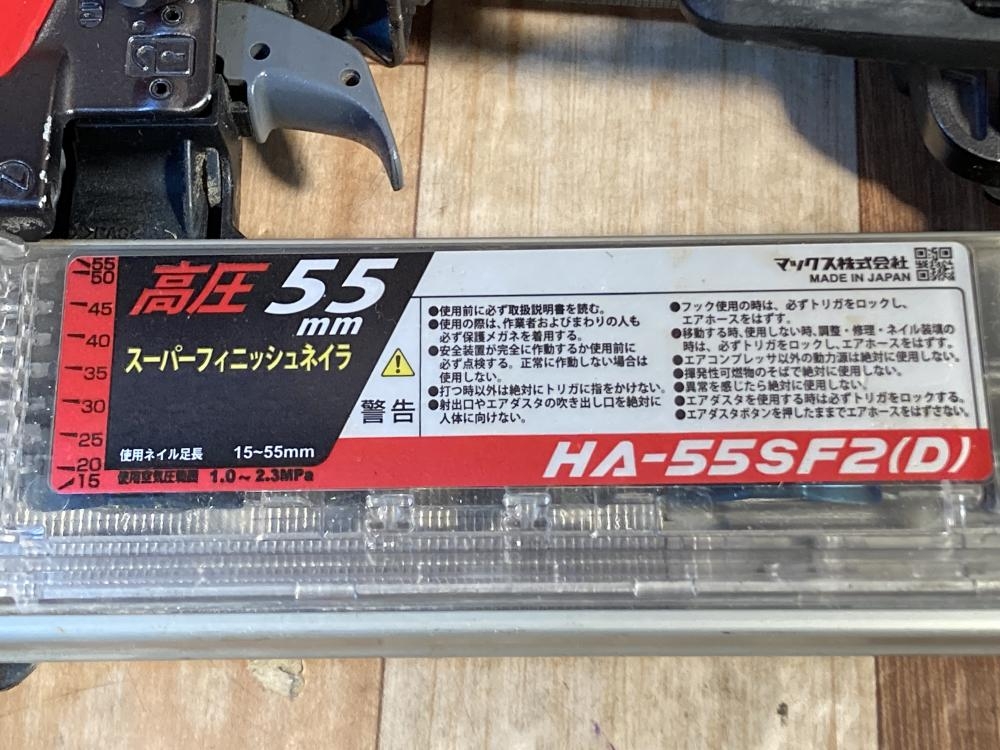 高圧 55
mm
スーパーフィニッシュネイラ
使用ネイル足長 15~55mm
使用空気圧範囲 1.0~2.3MPa
55
50
45
40
35
30
25
20
15
警告
●使用前に必ず取扱説明書を読む。
●使用の際は、作業者およびまわりの人も
必ず保護メガネを着用する。
●安全装置が完全に作動するか使用前に
必ず点検する。正常に作動しない場合は
使用しない。
●打つ時以外は絶対にトリガに指をかけない。
●射出口やエアダスタの吹き出し口を絶対に
人体に向けない。
マックス株式会社
MADE IN JAPAN
●フック使用の時は、必ずトリガをロックし、
エアホースをはずす。
●移動する時、使用しない時、調整・修理・ネイル装填の
時は、必ずトリガをロックし、エアホースをはずす。
●エアコンプレッサ以外の動力源は絶対に使用しない。
●揮発性可燃物のそばで絶対に使用しない。
●異常を感じたら絶対に使用しない。
●エアダスタを使用する時は必ずトリガをロックする。
●エアダスタボタンを押したままでエアホースをはずさない。
HA-55SF2(D)